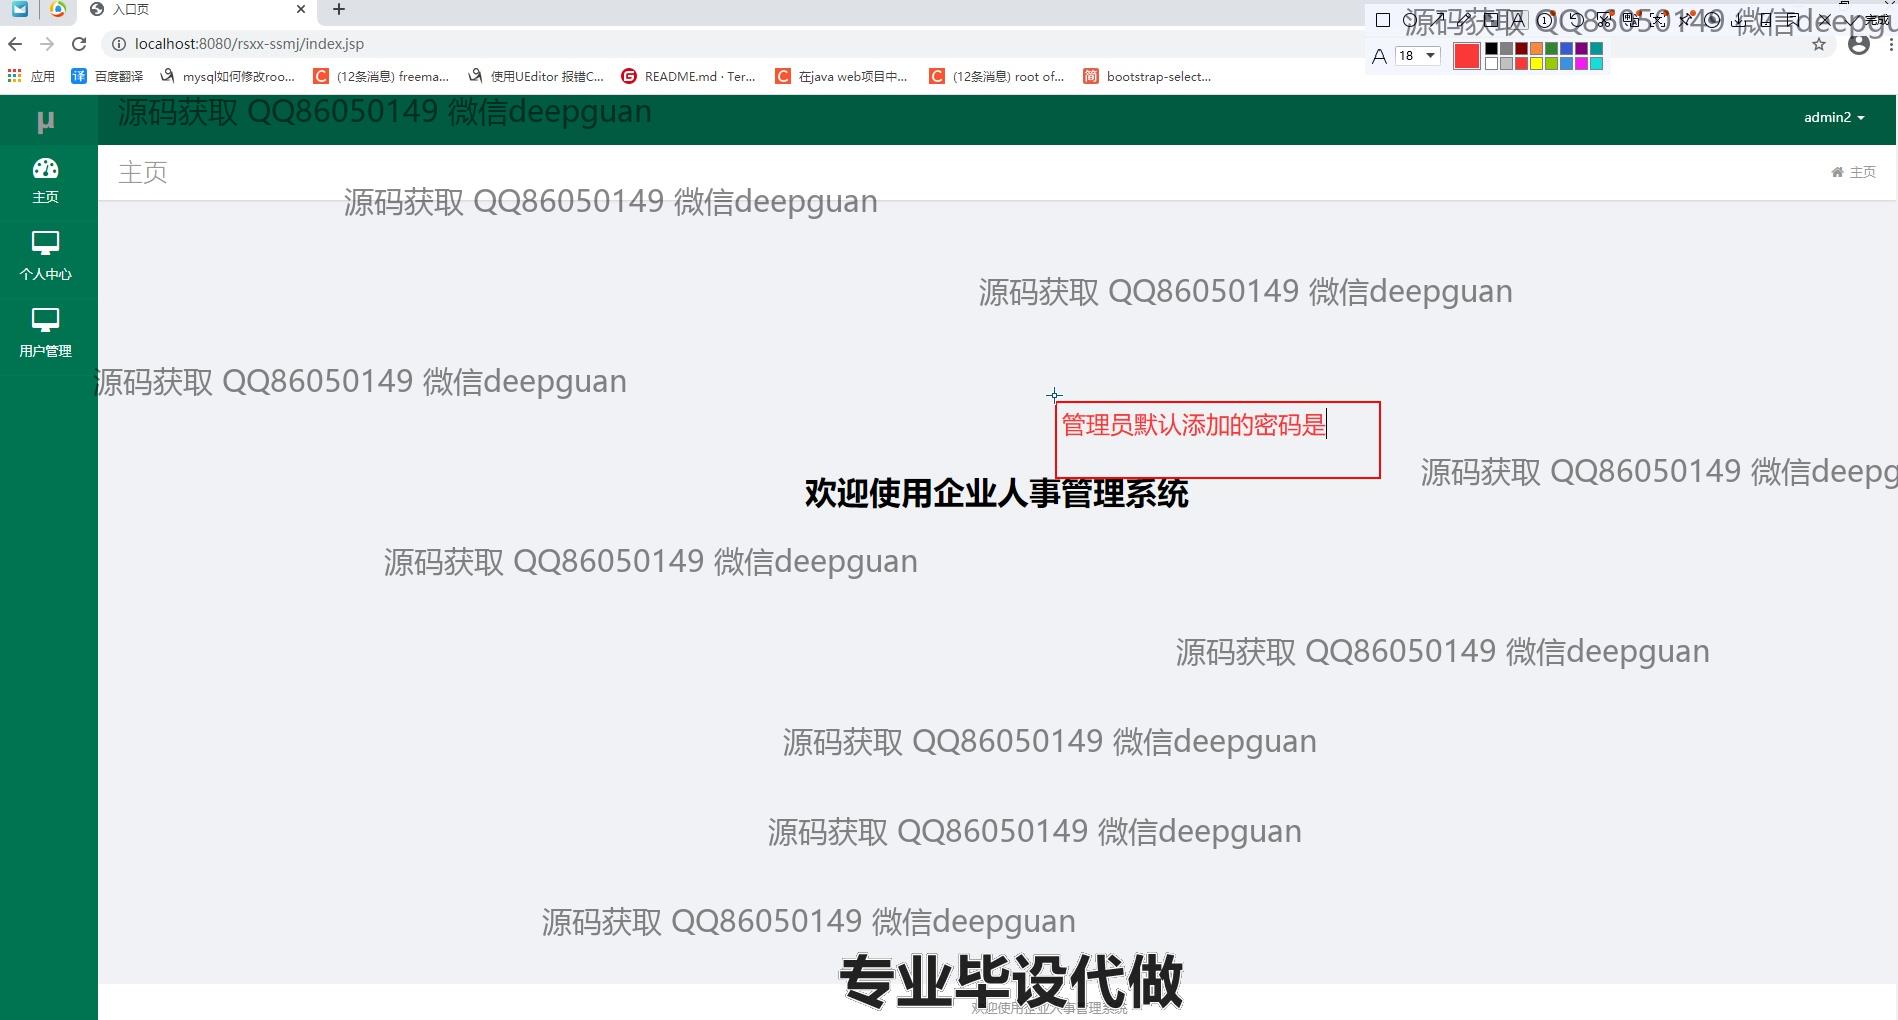 入口页
localhost:8080/rsxx-ssmj/index.jsp
完成
源码获取 QQ86050149 微信deepgu
A 18
应用
百度翻译
mysql如何修改roo...
(12条消息) freema...
使用UEditor 报错C...
README.md · Ter...
在java web项目中...
(12条消息) root of...
bootstrap-select...
µ
源码获取 QQ86050149 微信deepguan
admin2
主页
主页
主页
源码获取 QQ86050149 微信deepguan
个人中心
源码获取 QQ86050149 微信deepguan
用户管理
源码获取 QQ86050149 微信deepguan
管理员默认添加的密码是
源码获取 QQ86050149 微信deepg
欢迎使用企业人事管理系统
源码获取 QQ86050149 微信deepguan
源码获取 QQ86050149 微信deepguan
源码获取 QQ86050149 微信deepguan
源码获取 QQ86050149 微信deepguan
源码获取 QQ86050149 微信deepguan
专业毕设代做
欢迎使用企业人事管理系统